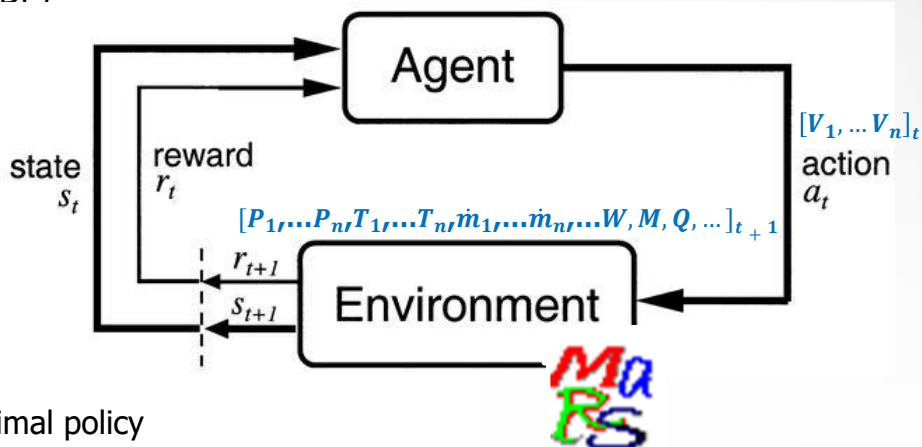 Agent
[V₁, … Vₙ]ₜ
state
sₜ
reward
rₜ
action
aₜ
[P₁,…Pₙ,T₁,…Tₙ,ṁ₁,…ṁₙ,…W, M, Q, …]ₜ ₊ ₁
rₜ₊₁
sₜ₊₁
Environment
MaRS
imal policy